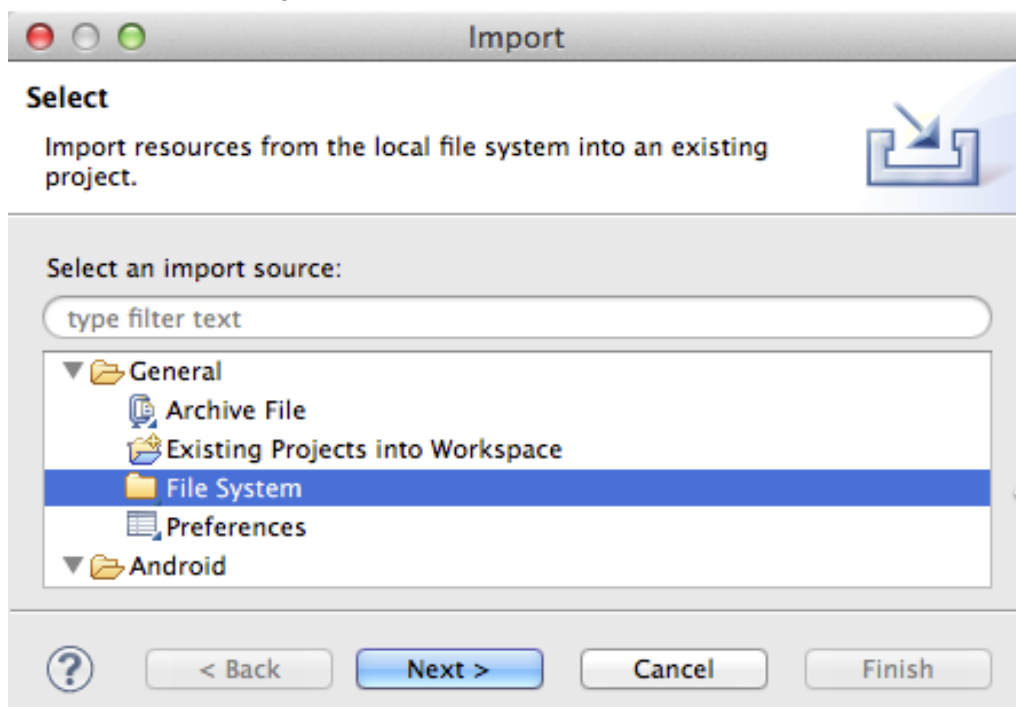 Import
Select
Import resources from the local file system into an existing
project.
Select an import source:
type filter text
General
Archive File
Existing Projects into Workspace
File System
Preferences
Android
?
< Back
Next >
Cancel
Finish